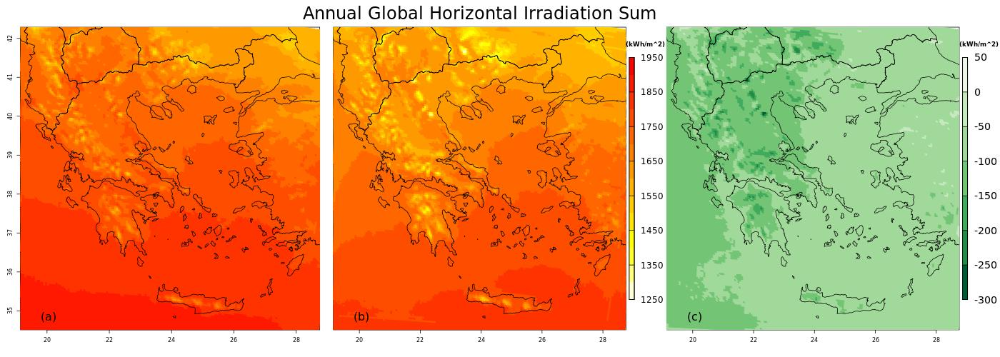 Annual Global Horizontal Irradiation Sum
42
41
40
39
38
37
36
35
20 22 24 26 28
(a)
20 22 24 26 28
(b)
(kWh/m^2)
1950
1850
1750
1650
1550
1450
1350
1250
20 22 24 26 28
(c)
(kWh/m^2)
50
0
-50
-100
-150
-200
-250
-300